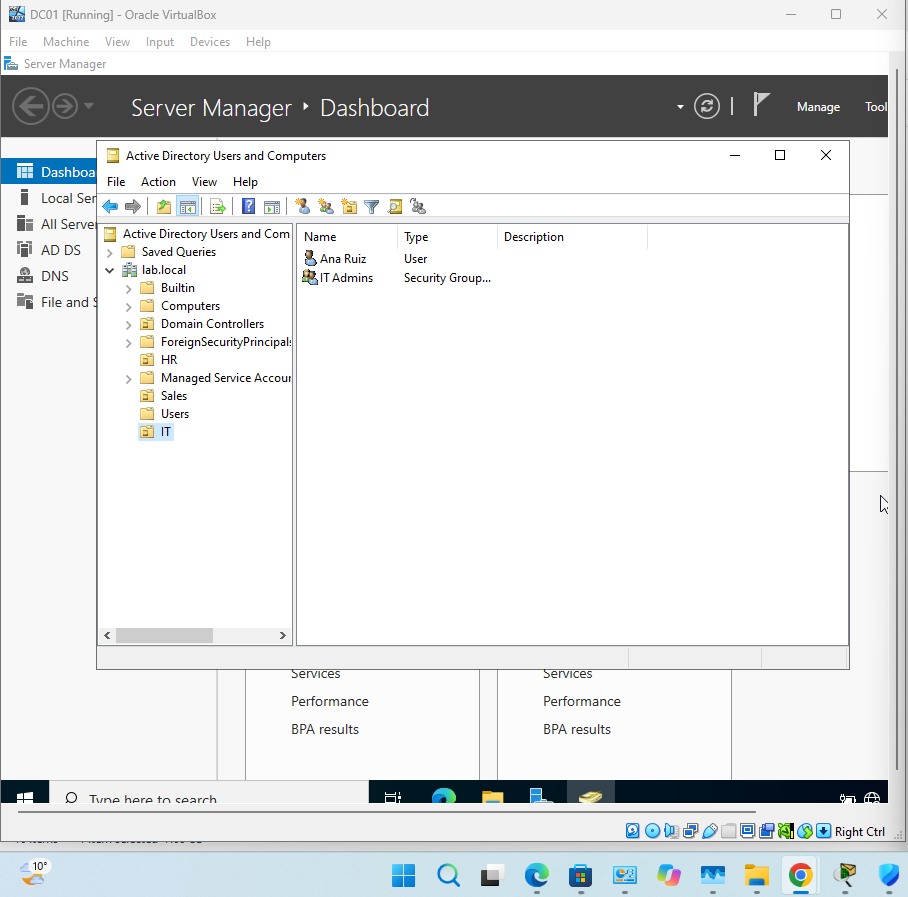 DC01 [Running] - Oracle VirtualBox
File Machine View Input Devices Help
Server Manager
Server Manager Dashboard
Manage
Tool
Dashboa
Local Ser
All Server
AD DS
DNS
File and S
Active Directory Users and Computers
File Action View Help
Active Directory Users and Com
Saved Queries
lab.local
Builtin
Computers
Domain Controllers
ForeignSecurityPrincipals
HR
Managed Service Accoun
Sales
Users
IT
Name Type Description
Ana Ruiz User
IT Admins Security Group...
Services
Performance
BPA results
Services
Performance
BPA results
Type here to search
Right Ctrl
10°